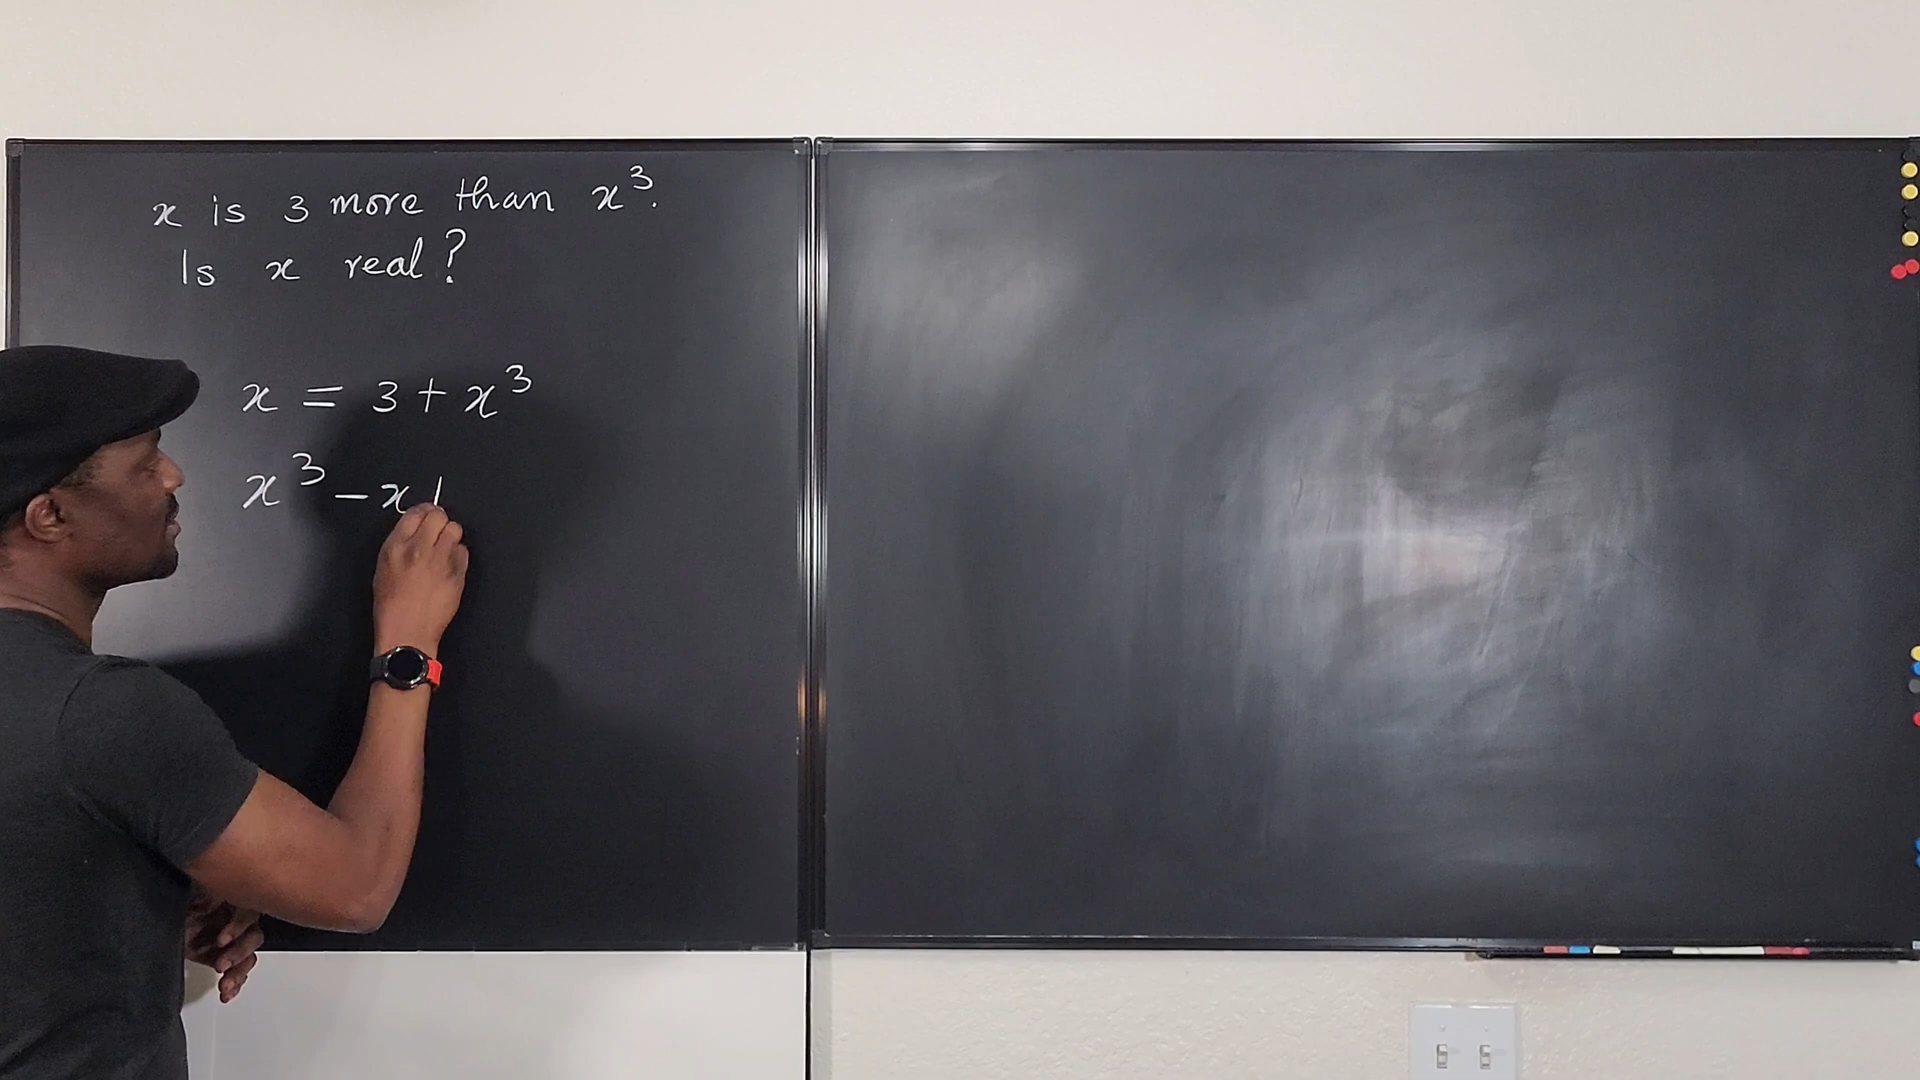 x is 3 more than x³.
Is x real?
x = 3 + x³
x³ - x